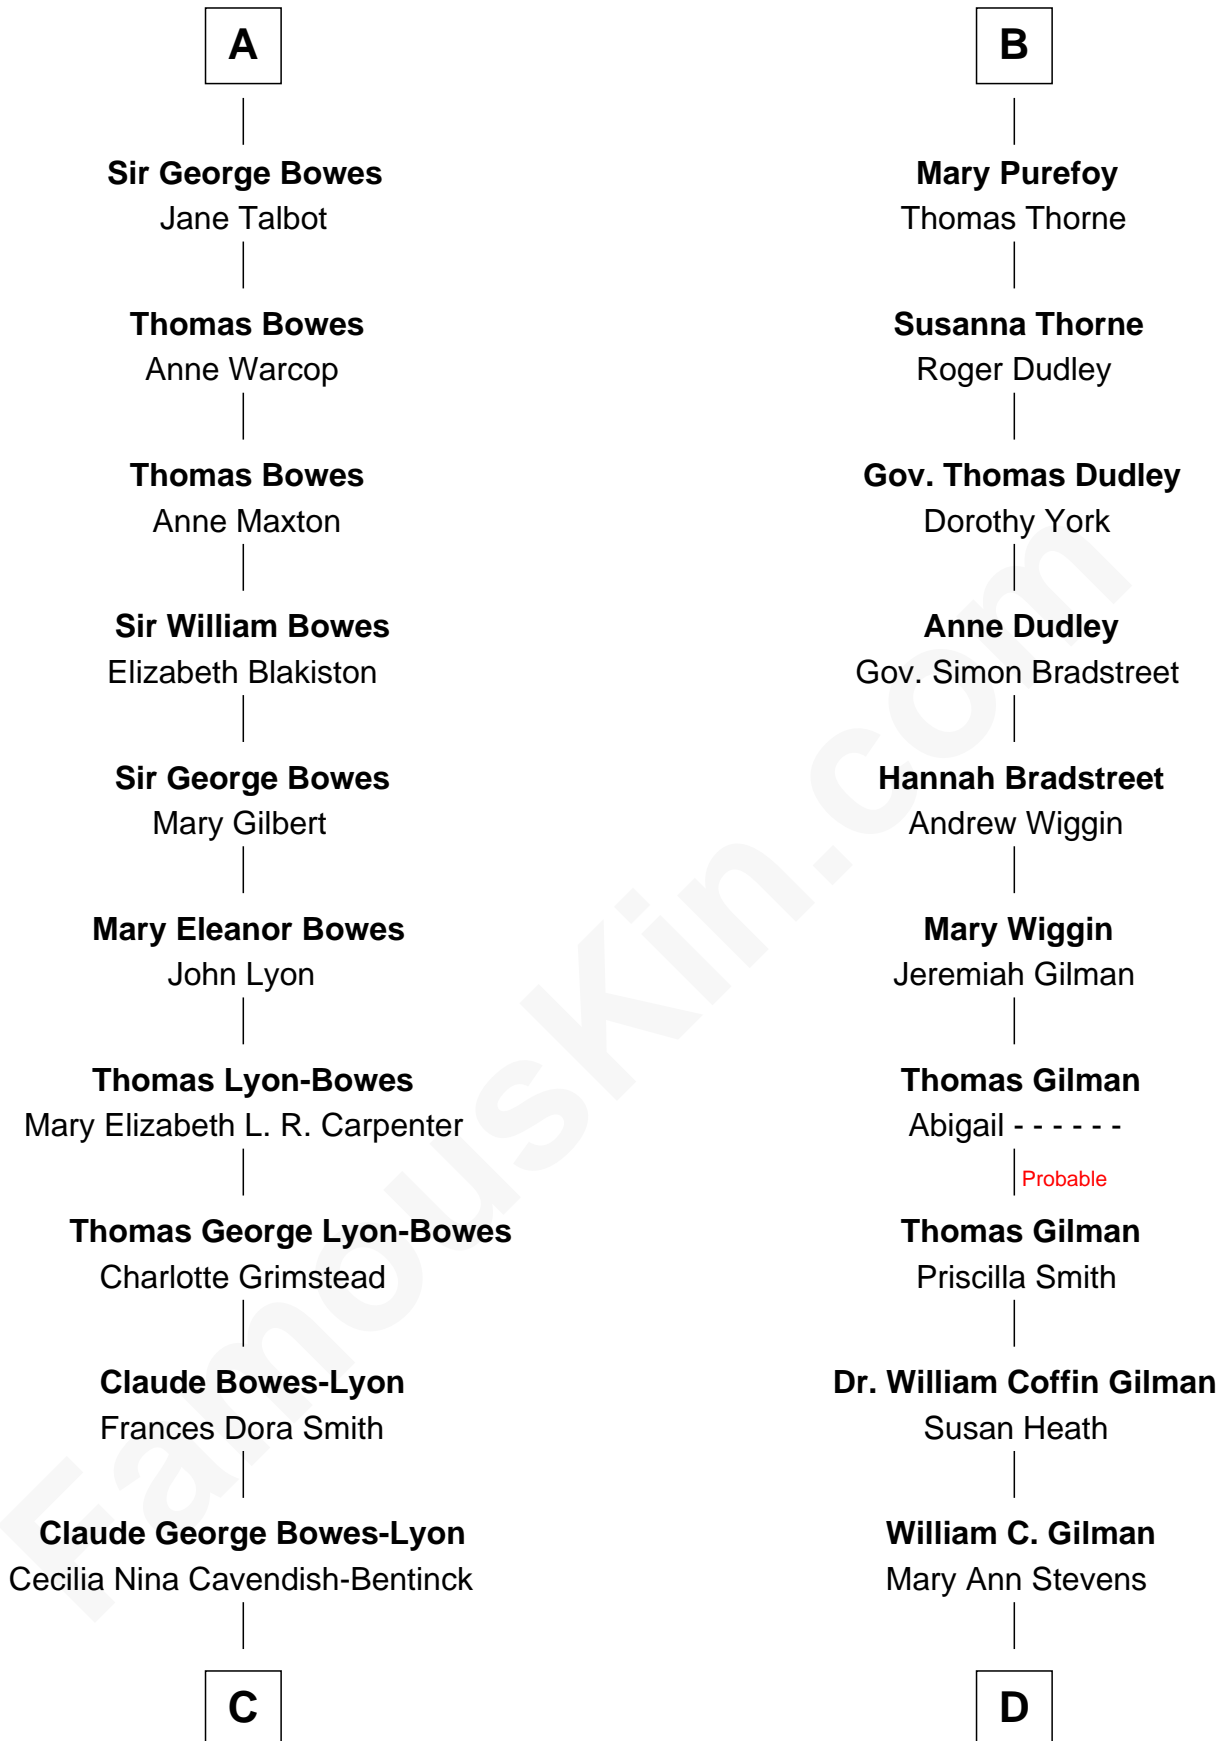 A
Sir George Bowes
Jane Talbot
Thomas Bowes
Anne Warcop
Thomas Bowes
Anne Maxton
Sir William Bowes
Elizabeth Blakiston
Sir George Bowes
Mary Gilbert
Mary Eleanor Bowes
John Lyon
Thomas Lyon-Bowes
Mary Elizabeth L. R. Carpenter
Thomas George Lyon-Bowes
Charlotte Grimstead
Claude Bowes-Lyon
Frances Dora Smith
Claude George Bowes-Lyon
Cecilia Nina Cavendish-Bentinck
C
B
Mary Purefoy
Thomas Thorne
Susanna Thorne
Roger Dudley
Gov. Thomas Dudley
Dorothy York
Anne Dudley
Gov. Simon Bradstreet
Hannah Bradstreet
Andrew Wiggin
Mary Wiggin
Jeremiah Gilman
Thomas Gilman
Abigail - - - - - -
Probable
Thomas Gilman
Priscilla Smith
Dr. William Coffin Gilman
Susan Heath
William C. Gilman
Mary Ann Stevens
D
FamousKin.com